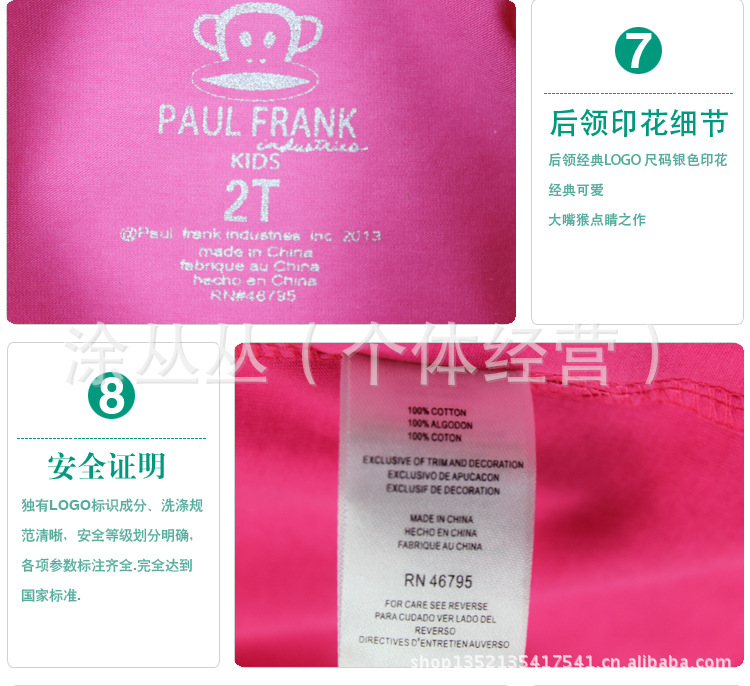 PAUL FRANK
industries
KIDS
2T
@Paul frank industries inc 2013
made in China
fabrique au China
hecho en China
RN#46795
7
后领印花细节
后领经典LOGO 尺码银色印花
经典可爱
大嘴猴点睛之作
涂丛丛(个体经营)
8
安全证明
独有LOGO标识成分、洗涤规
范清晰，安全等级划分明确，
各项参数标注齐全.完全达到
国家标准.
100% COTTON
100% ALGODON
100% COTON
EXCLUSIVE OF TRIM AND DECORATION
EXCLUSIVO DE APUCACON
EXCLUSIF DE DECORATION
MADE IN CHINA
HECHO EN CHINA
FABRIQUE AU CHINA
RN 46795
FOR CARE SEE REVERSE
PARA CUDADO VER LADO DEL
REVERSO
DIRECTIVES D'ENTRETIEN AUVERSO
shop1352135417541.cn.alibaba.com